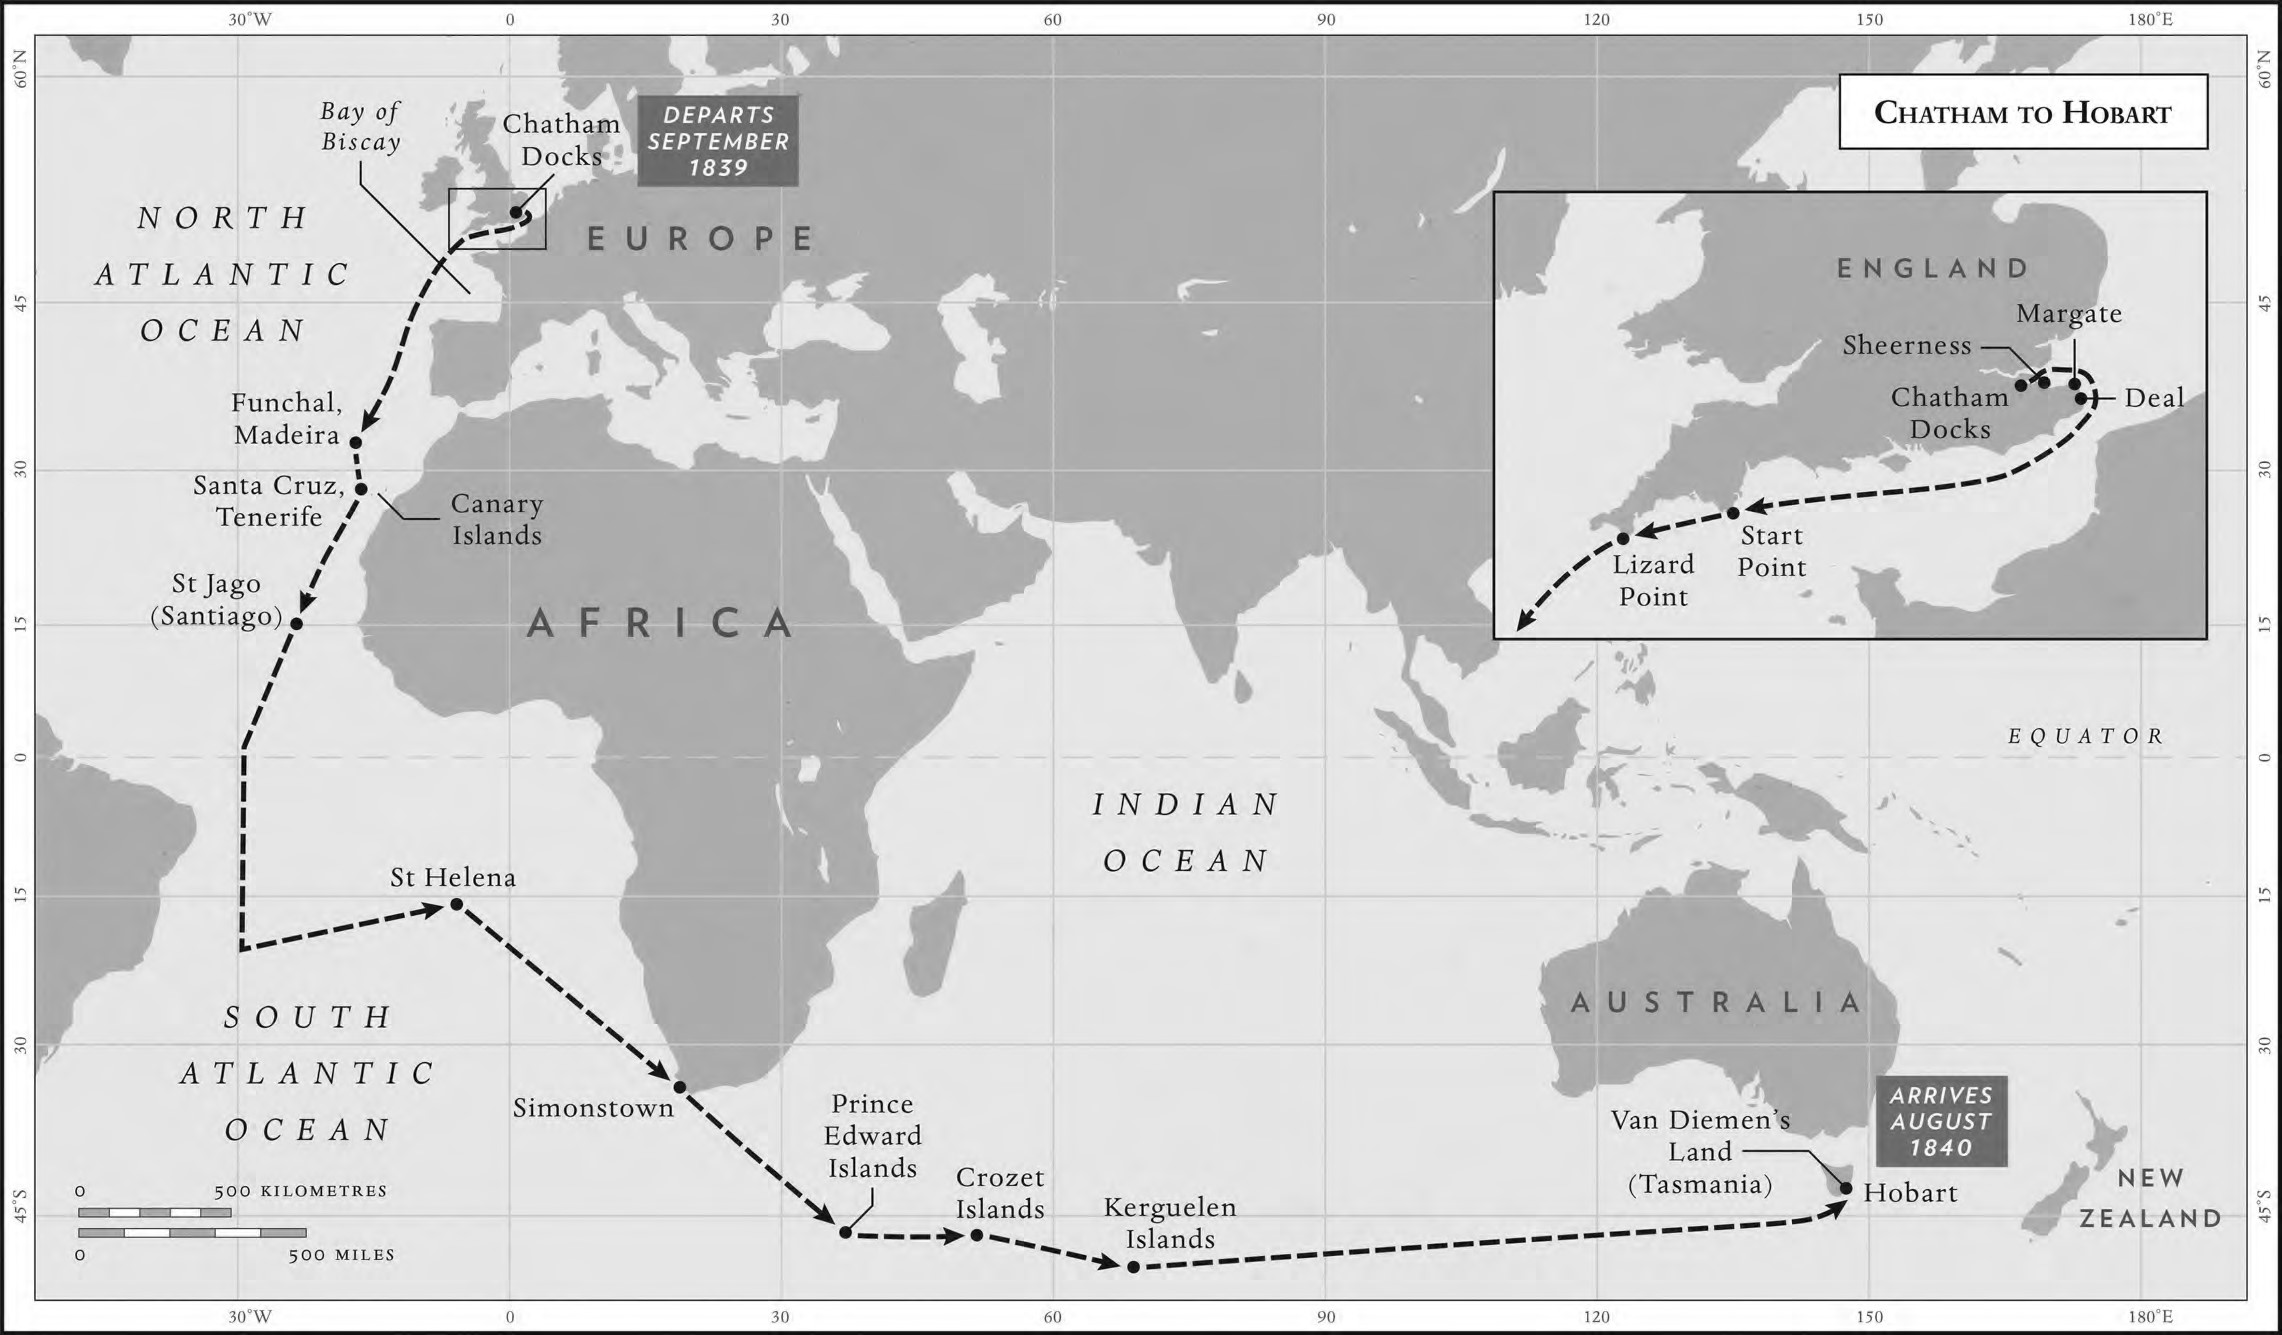 30°W 0 30 60 90 120 150 180°E
60°N
45
30
15
0
15
30
45°S
60°N
45
30
15
0
15
30
45°S
CHATHAM TO HOBART
Bay of
Biscay
Chatham
Docks
DEPARTS
SEPTEMBER
1839
NORTH
ATLANTIC
OCEAN
EUROPE
Funchal,
Madeira
Santa Cruz,
Tenerife
Canary
Islands
St Jago
(Santiago)
AFRICA
ENGLAND
Margate
Sheerness
Chatham
Docks
Deal
Start
Point
Lizard
Point
EQUATOR
INDIAN
OCEAN
St Helena
SOUTH
ATLANTIC
OCEAN
AUSTRALIA
Simonstown
Prince
Edward
Islands
Crozet
Islands
Kerguelen
Islands
Van Diemen's
Land
(Tasmania)
ARRIVES
AUGUST
1840
Hobart
NEW
ZEALAND
0 500 KILOMETRES
0 500 MILES
30°W 0 30 60 90 120 150 180°E